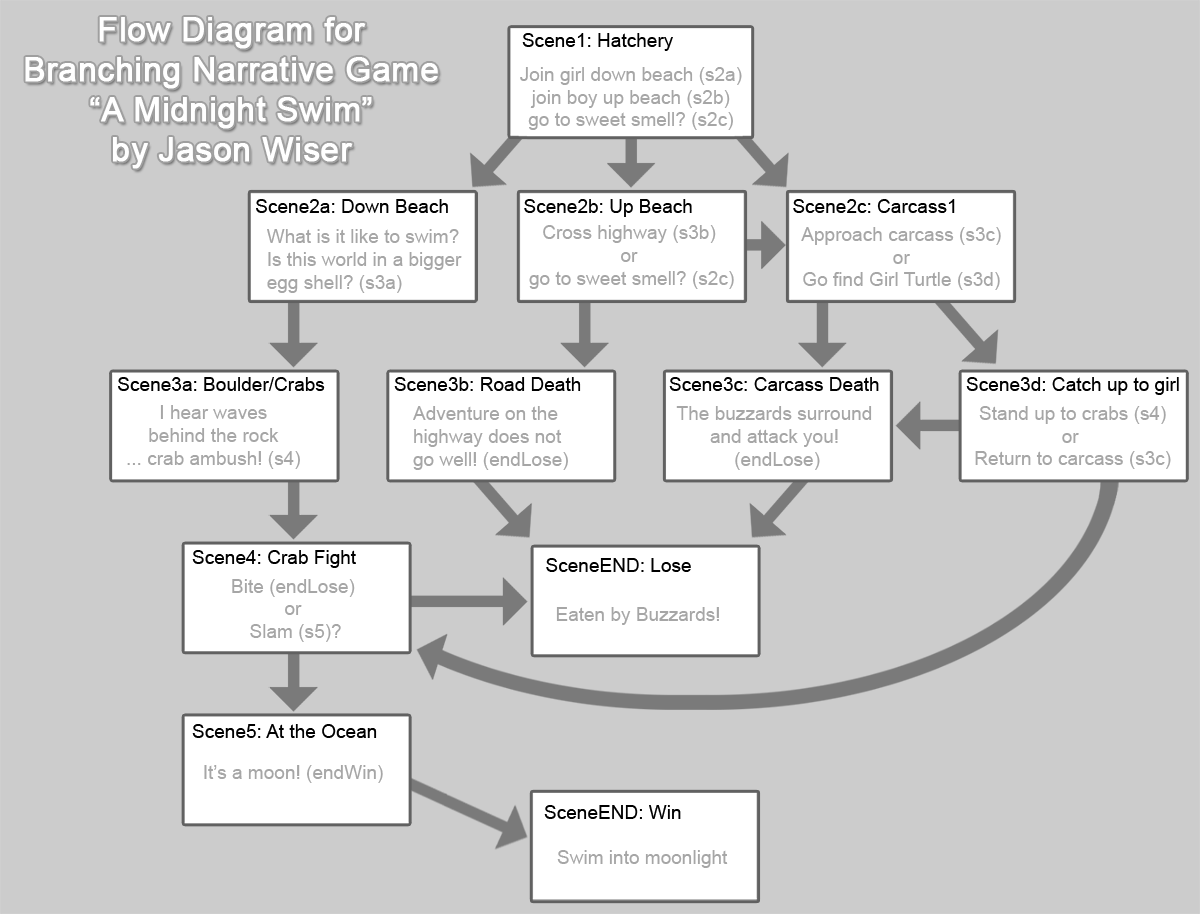 Flow Diagram for
Branching Narrative Game
“A Midnight Swim”
by Jason Wiser
Scene1: Hatchery
Join girl down beach (s2a)
join boy up beach (s2b)
go to sweet smell? (s2c)
Scene2a: Down Beach
What is it like to swim?
Is this world in a bigger
egg shell? (s3a)
Scene2b: Up Beach
Cross highway (s3b)
or
go to sweet smell? (s2c)
Scene2c: Carcass1
Approach carcass (s3c)
or
Go find Girl Turtle (s3d)
Scene3a: Boulder/Crabs
I hear waves
behind the rock
... crab ambush! (s4)
Scene3b: Road Death
Adventure on the
highway does not
go well! (endLose)
Scene3c: Carcass Death
The buzzards surround
and attack you!
(endLose)
Scene3d: Catch up to girl
Stand up to crabs (s4)
or
Return to carcass (s3c)
Scene4: Crab Fight
Bite (endLose)
or
Slam (s5)?
SceneEND: Lose
Eaten by Buzzards!
Scene5: At the Ocean
It's a moon! (endWin)
SceneEND: Win
Swim into moonlight